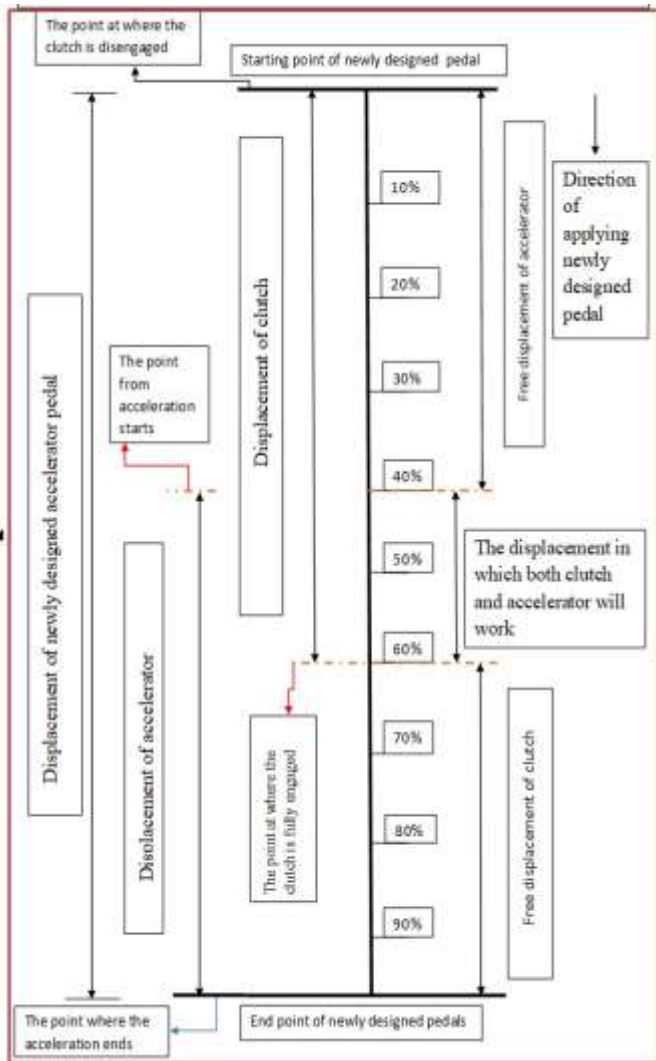 The point at where the
clutch is disengaged
Starting point of newly designed pedal
10%
20%
30%
40%
50%
60%
70%
80%
90%
Displacement of newly designed accelerator pedal
The point
from
acceleration
starts
Disolacement of accelerator
Displacement of clutch
The point at where the
clutch is fully engaged
Free displacement of accelerator
Direction
of
applying
newly
designed
pedal
The displacement in
which both clutch
and accelerator will
work
Free displacement of clutch
The point where the
acceleration ends
End point of newly designed pedals